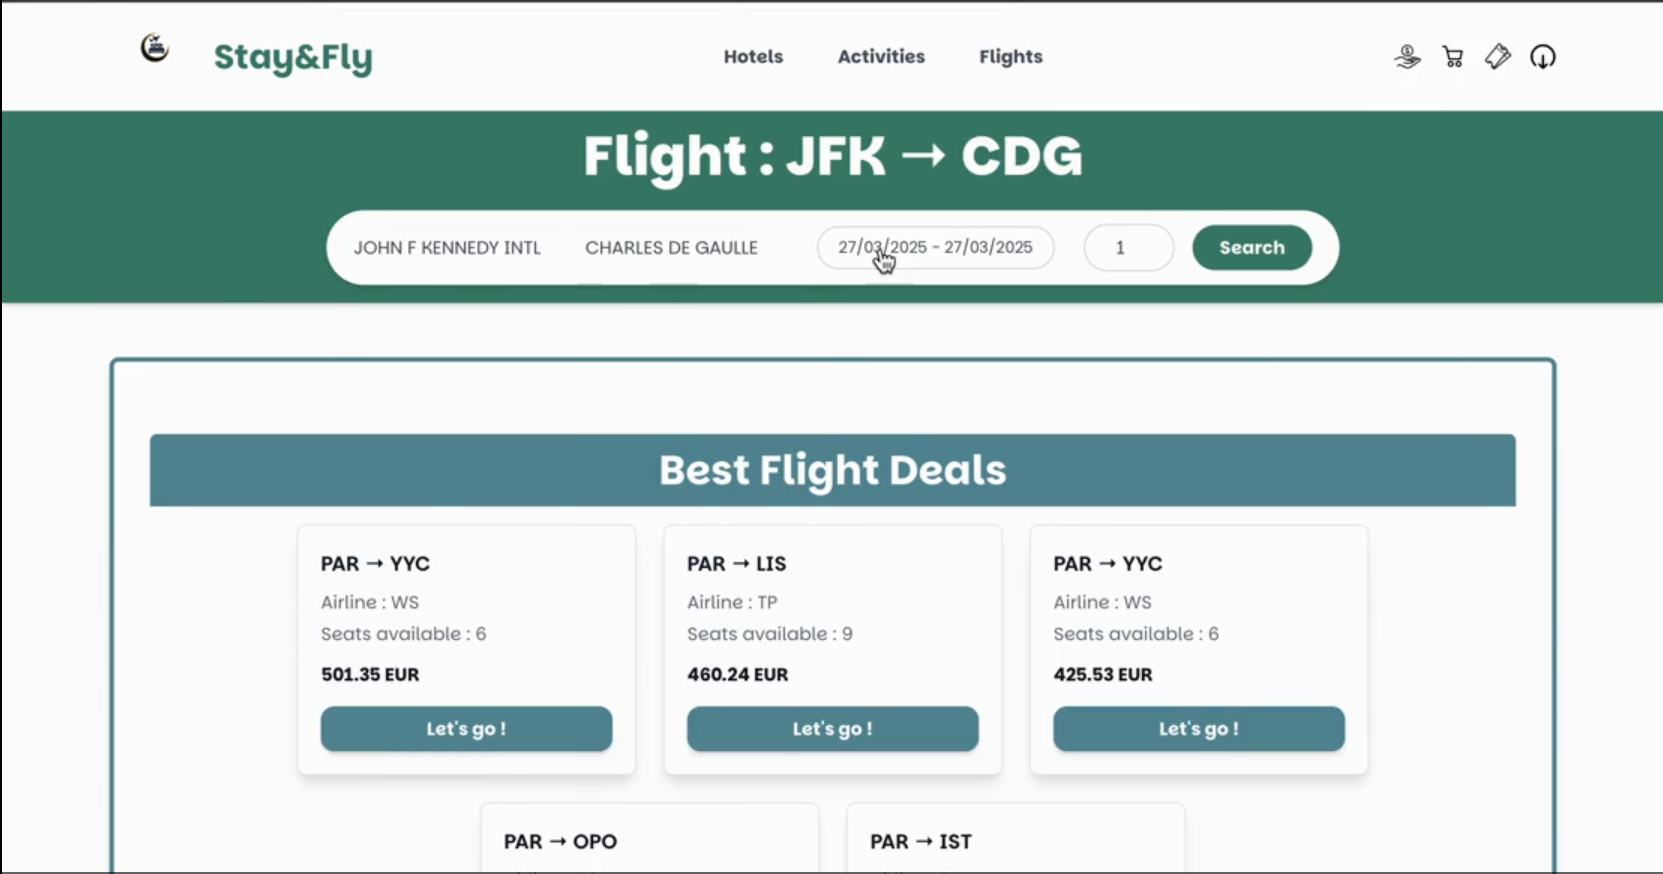 Stay&Fly
Hotels Activities Flights
Flight : JFK → CDG
JOHN F KENNEDY INTL CHARLES DE GAULLE 27/03/2025 - 27/03/2025 1 Search
Best Flight Deals
PAR → YYC
Airline : WS
Seats available : 6
501.35 EUR
Let's go !
PAR → LIS
Airline : TP
Seats available : 9
460.24 EUR
Let's go !
PAR → YYC
Airline : WS
Seats available : 6
425.53 EUR
Let's go !
PAR → OPO
PAR → IST